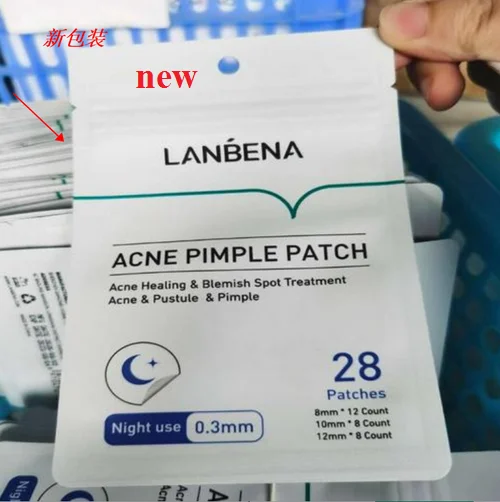 新包装
new
LANBENA
ACNE PIMPLE PATCH
Acne Healing & Blemish Spot Treatment
Acne & Pustule & Pimple
28
Patches
8mm * 12 Count
10mm * 8 Count
12mm * 8 Count
Night use 0.3mm
Night